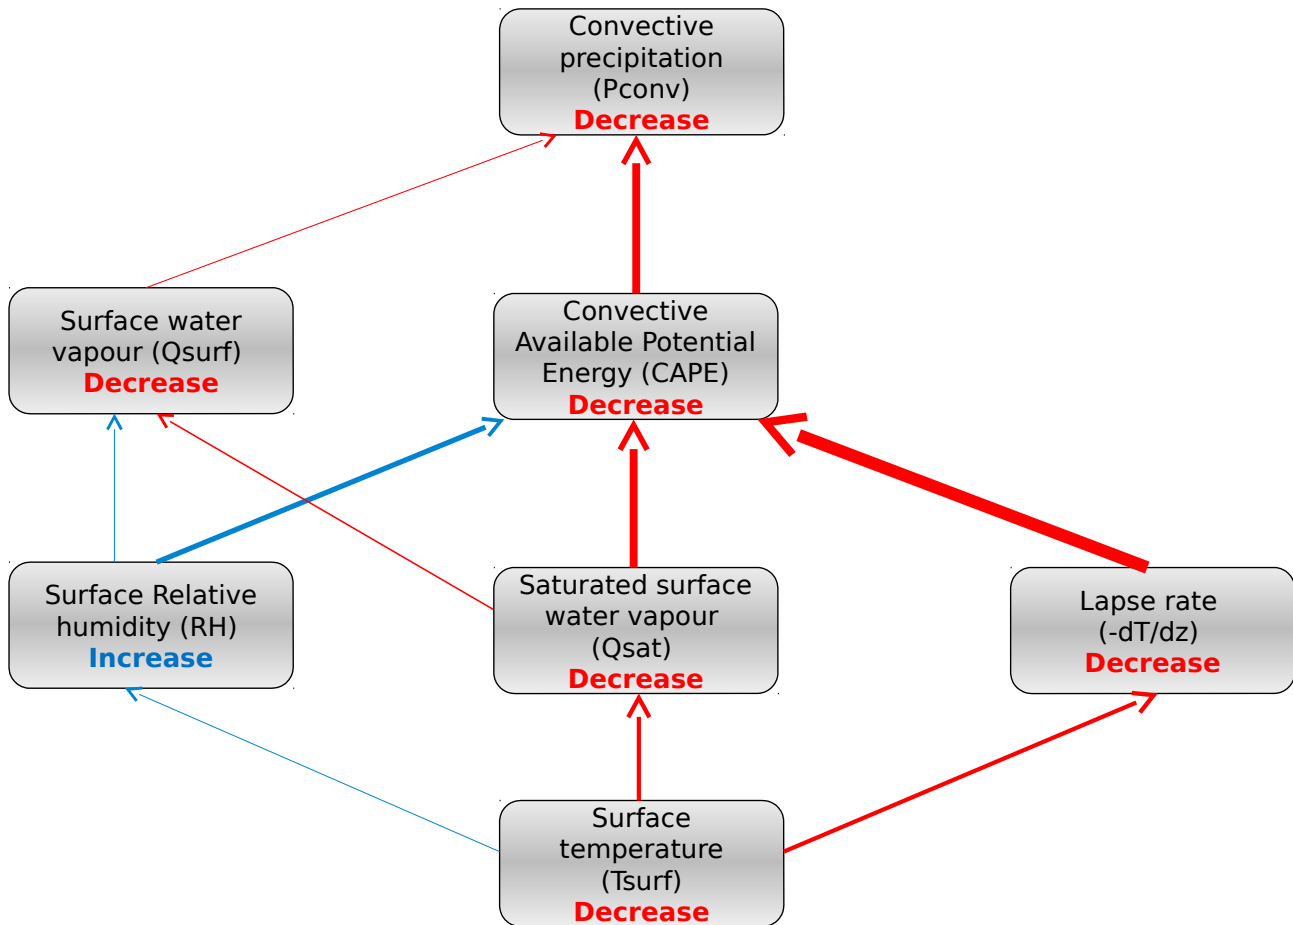 Convective
precipitation
(Pconv)
Decrease
Surface water
vapour (Qsurf)
Decrease
Convective
Available Potential
Energy (CAPE)
Decrease
Surface Relative
humidity (RH)
Increase
Saturated surface
water vapour
(Qsat)
Decrease
Lapse rate
(-dT/dz)
Decrease
Surface
temperature
(Tsurf)
Decrease